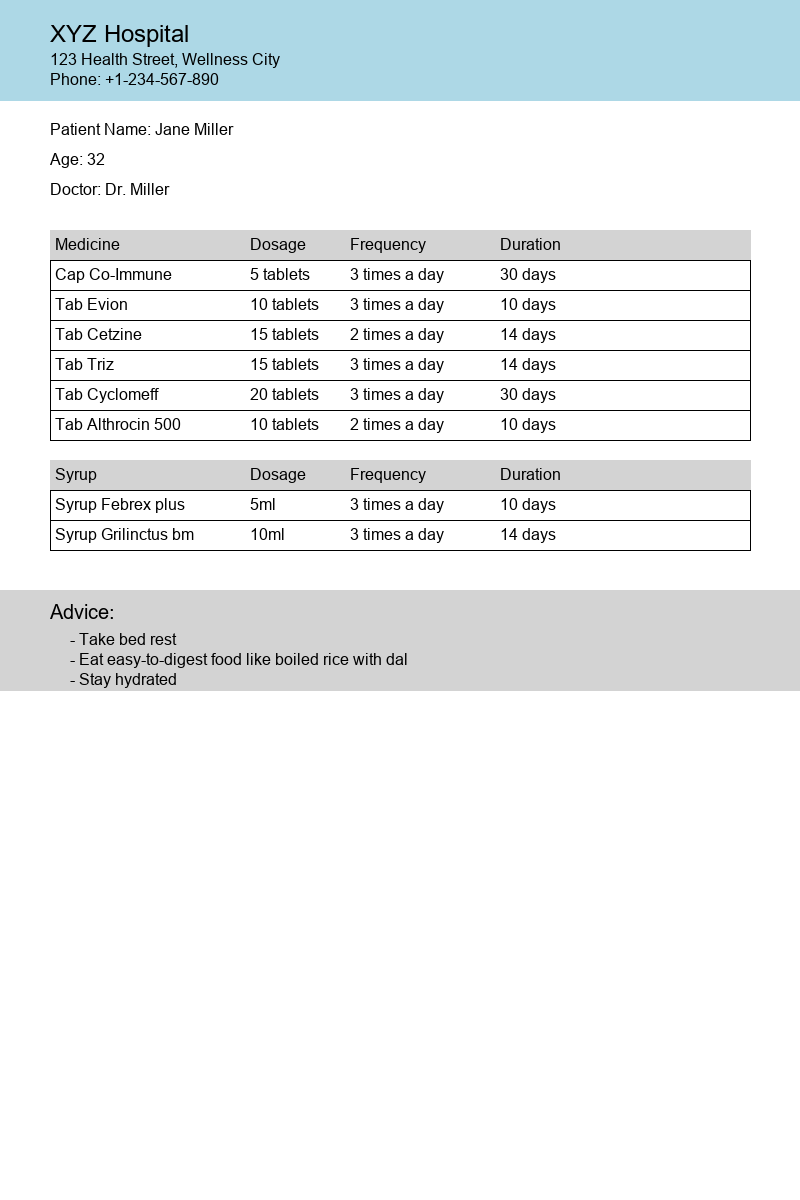 XYZ Hospital
123 Health Street, Wellness City
Phone: +1-234-567-890
Patient Name: Jane Miller
Age: 32
Doctor: Dr. Miller
Medicine Dosage Frequency Duration
Cap Co-Immune 5 tablets 3 times a day 30 days
Tab Evion 10 tablets 3 times a day 10 days
Tab Cetzine 15 tablets 2 times a day 14 days
Tab Triz 15 tablets 3 times a day 14 days
Tab Cyclomeff 20 tablets 3 times a day 30 days
Tab Althrocin 500 10 tablets 2 times a day 10 days
Syrup Dosage Frequency Duration
Syrup Febrex plus 5ml 3 times a day 10 days
Syrup Grilinctus bm 10ml 3 times a day 14 days
Advice:
- Take bed rest
- Eat easy-to-digest food like boiled rice with dal
- Stay hydrated